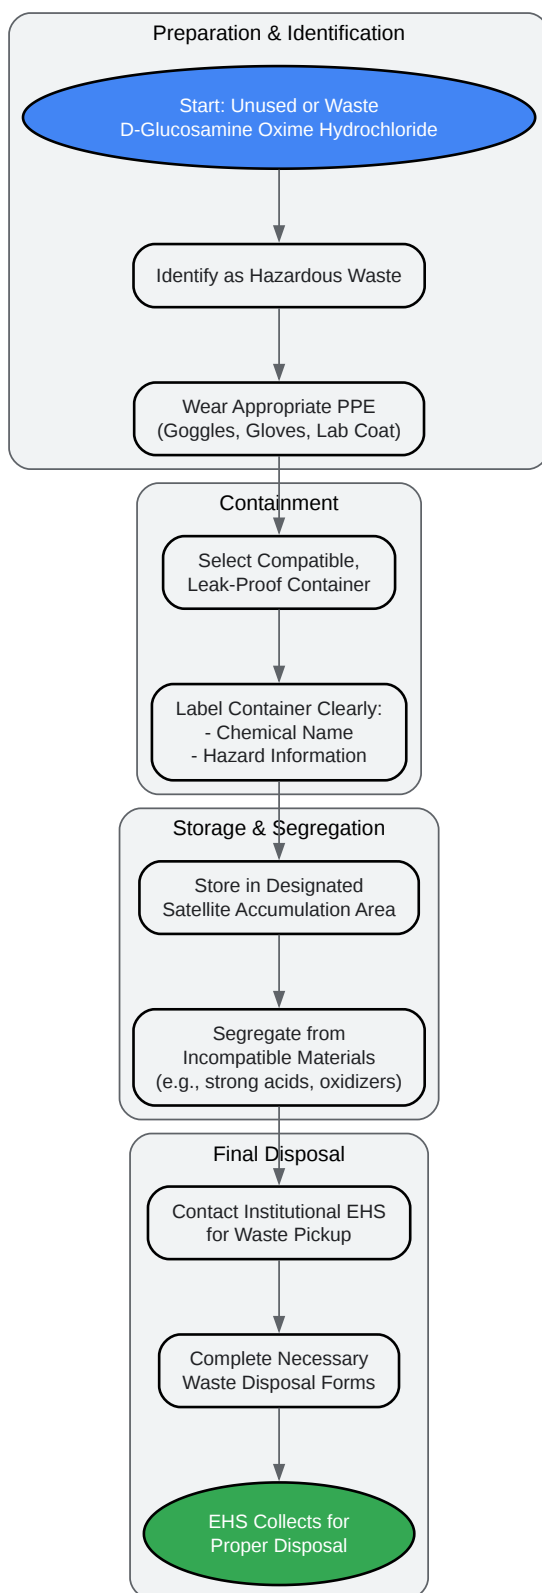 Preparation & Identification
Start: Unused or Waste
D-Glucosamine Oxime Hydrochloride
Identify as Hazardous Waste
Wear Appropriate PPE
(Goggles, Gloves, Lab Coat)
Containment
Select Compatible,
Leak-Proof Container
Label Container Clearly:
- Chemical Name
- Hazard Information
Storage & Segregation
Store in Designated
Satellite Accumulation Area
Segregate from
Incompatible Materials
(e.g., strong acids, oxidizers)
Final Disposal
Contact Institutional EHS
for Waste Pickup
Complete Necessary
Waste Disposal Forms
EHS Collects for
Proper Disposal